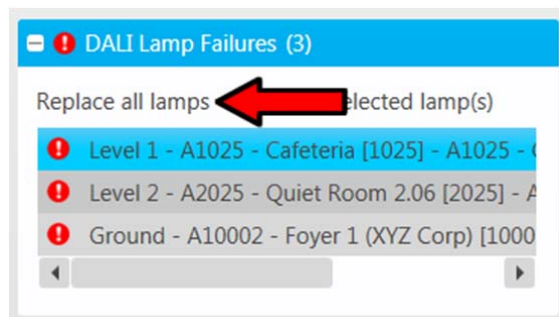 DALI Lamp Failures (3)
Replace all lamps elected lamp(s)
Level 1 - A1025 - Cafeteria [1025] - A1025 -
Level 2 - A2025 - Quiet Room 2.06 [2025] - A
Ground - A10002 - Foyer 1 (XYZ Corp) [1000